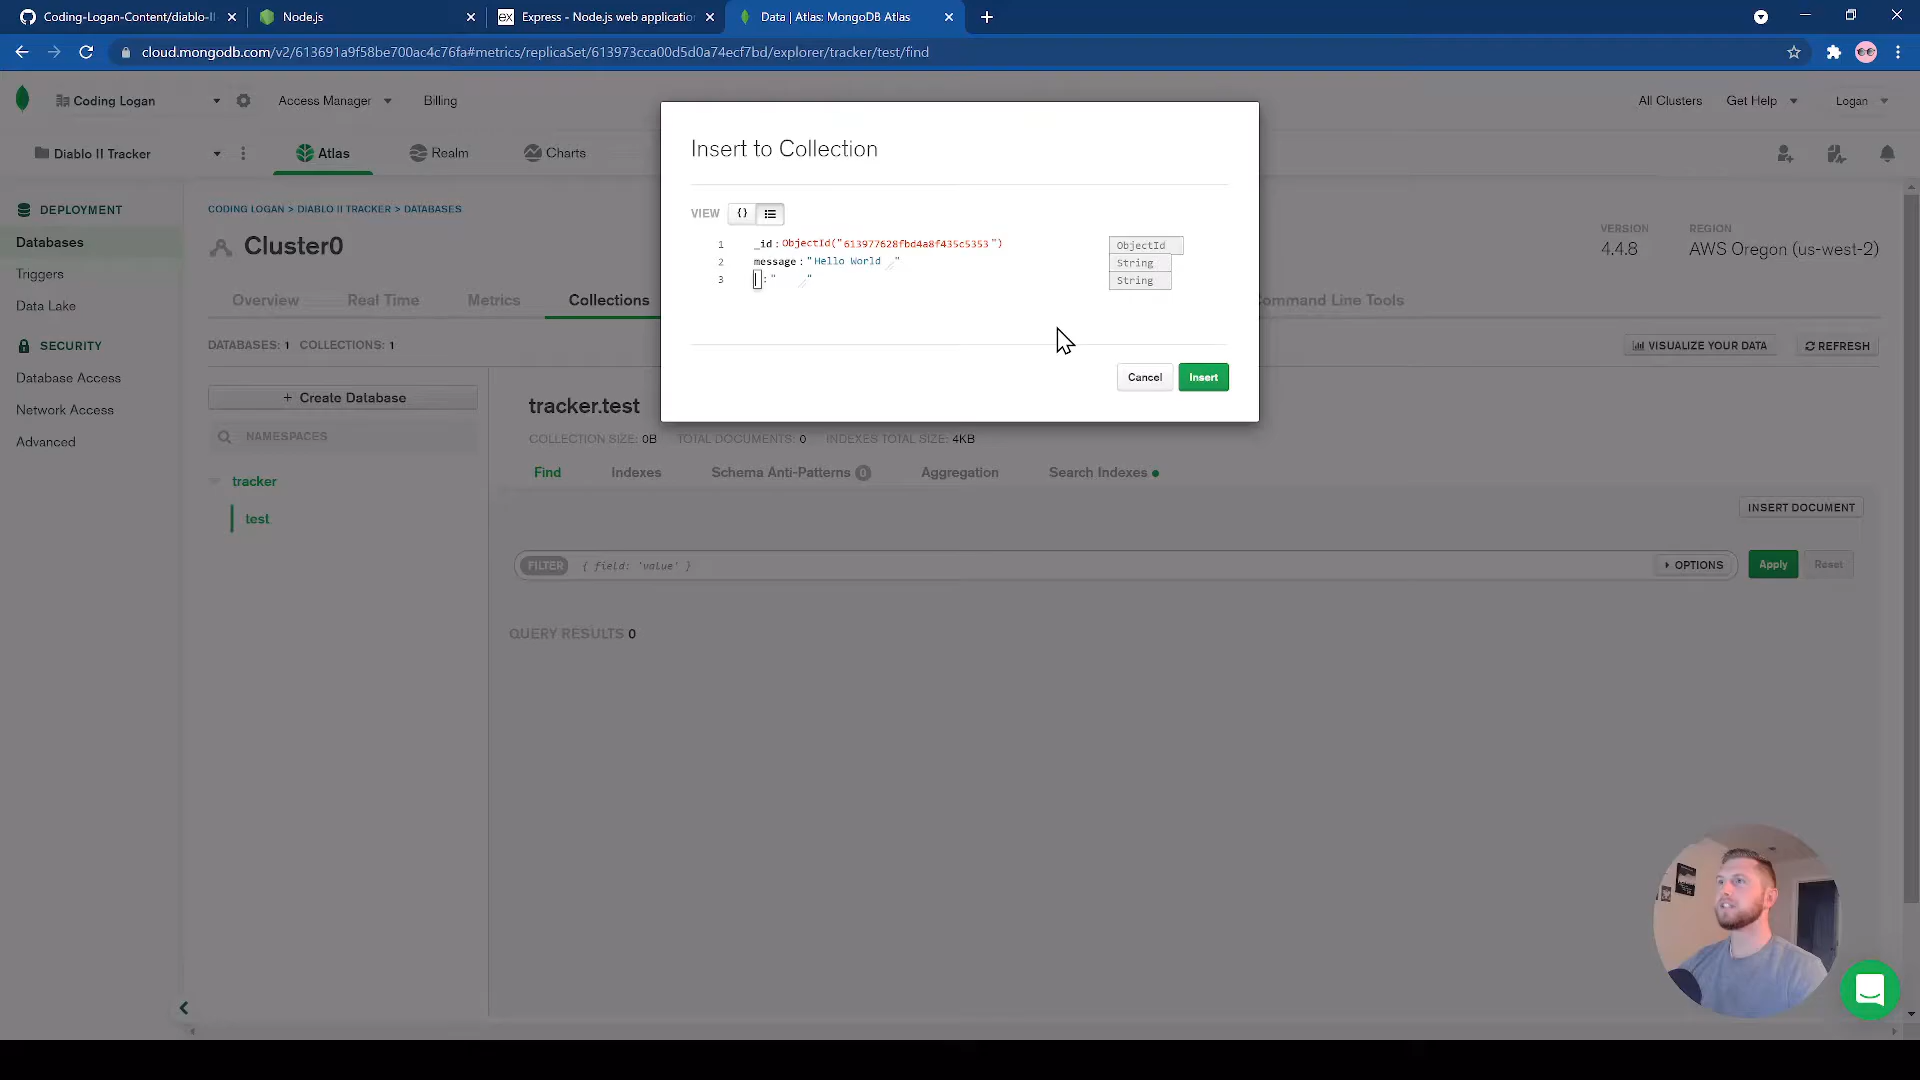 Coding-Logan-Content/diablo-II
Node.js
EX Express - Node.js web applicatio
Data | Atlas: MongoDB Atlas
cloud.mongodb.com/v2/613691a9f58be700ac4c76fa#metrics/replicaSet/613973cca00d5d0a74ecf7bd/explorer/tracker/test/find
Coding Logan
Access Manager
Billing
All Clusters
Get Help
Logan
Diablo II Tracker
Atlas
Realm
Charts
Insert to Collection
VIEW {}
1 _id : ObjectId("613977628fbd4a8f435c5353") ObjectId
2 message : "Hello World" String
3 : " " String
Cancel
Insert
DEPLOYMENT
Databases
Triggers
Data Lake
SECURITY
Database Access
Network Access
Advanced
CODING LOGAN > DIABLO II TRACKER > DATABASES
Cluster0
VERSION
4.4.8
REGION
AWS Oregon (us-west-2)
Overview
Real Time
Metrics
Collections
ommand Line Tools
DATABASES: 1 COLLECTIONS: 1
VISUALIZE YOUR DATA
REFRESH
+ Create Database
NAMESPACES
tracker
test
tracker.test
COLLECTION SIZE: 0B TOTAL DOCUMENTS: 0 INDEXES TOTAL SIZE: 4KB
Find
Indexes
Schema Anti-Patterns 0
Aggregation
Search Indexes
INSERT DOCUMENT
FILTER { field: 'value' }
OPTIONS
Apply
Reset
QUERY RESULTS 0